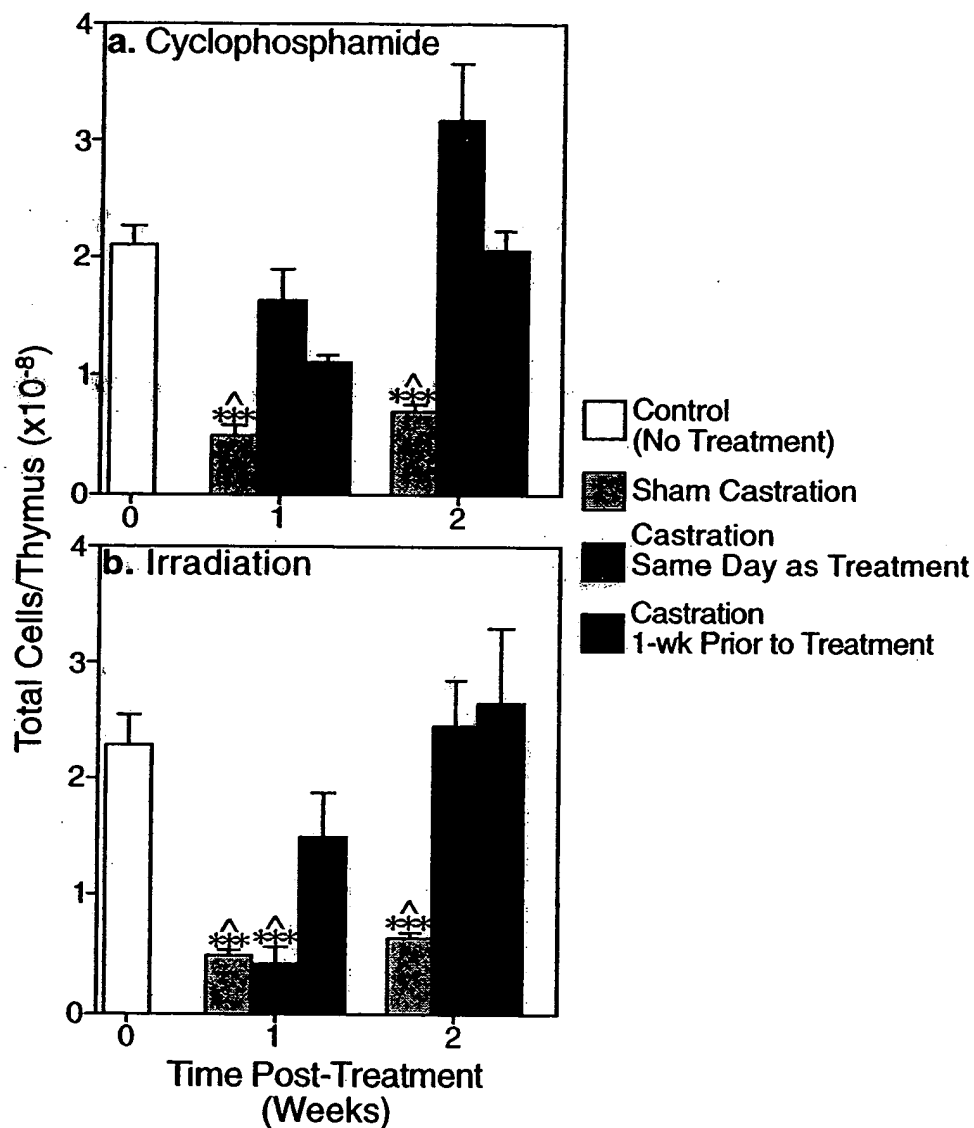 a. Cyclophosphamide
4
3
2
1
0
^
***
^
***
0 1 2
Total Cells/Thymus (x10-8)
Control
(No Treatment)
Sham Castration
Castration
Same Day as Treatment
Castration
1-wk Prior to Treatment
b. Irradiation
4
3
2
1
0
^
***
^
***
^
***
0 1 2
Time Post-Treatment
(Weeks)